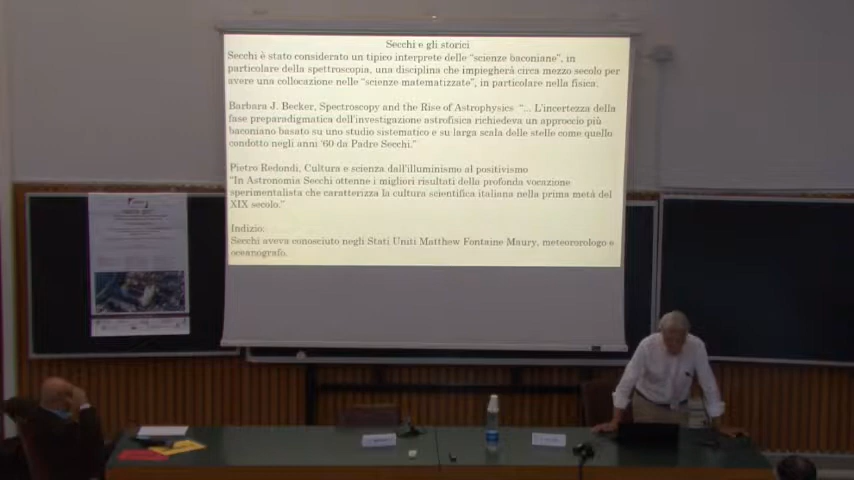 Secchi e gli storici
Secchi è stato considerato un tipico interprete delle "scienze baconiane", in
particolare della spettroscopia, una disciplina che impiegherà circa mezzo secolo per
avere una collocazione nelle "scienze matematizzate", in particolare nella fisica.
Barbara J. Becker, Spectroscopy and the Rise of Astrophysics "... L'incertezza della
fase preparadigmatica dell'investigazione astrofisica richiedeva un approccio più
baconiano basato su uno studio sistematico e su larga scala delle stelle come quello
condotto negli anni '60 da Padre Secchi."
Pietro Redondi, Cultura e scienza dall'illuminismo al positivismo
"In Astronomia Secchi ottenne i migliori risultati della profonda vocazione
sperimentalista che caratterizza la cultura scientifica italiana nella prima metà del
XIX secolo."
Indizio:
Secchi aveva conosciuto negli Stati Uniti Matthew Fontaine Maury, meteororologo e
oceanografo.